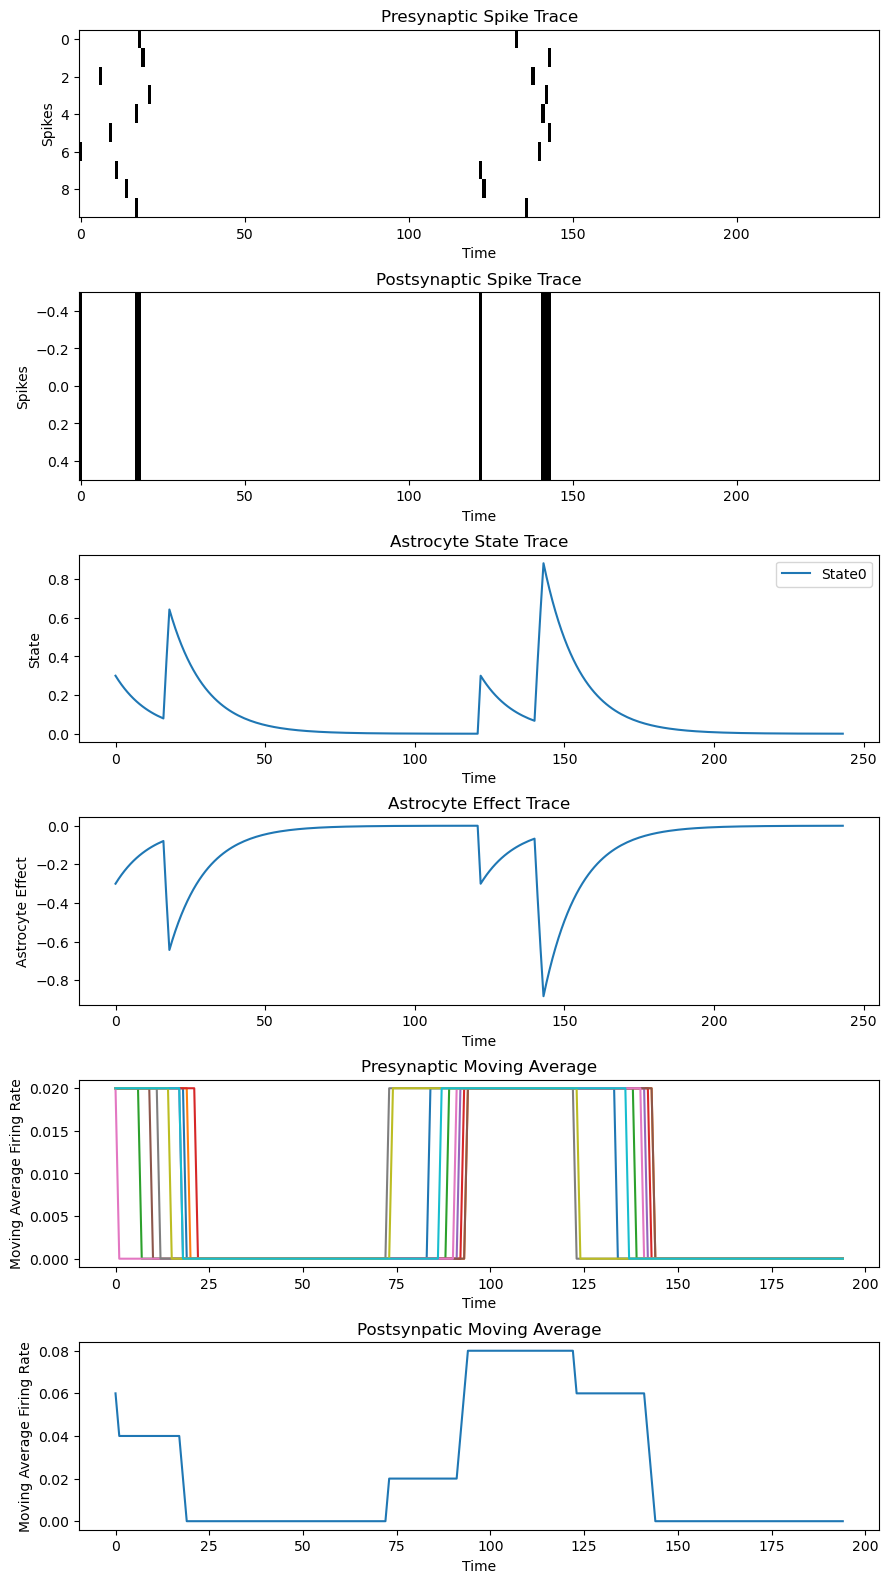 Presynaptic Spike Trace
0
2
4
6
8
Spikes
0 50 100 150 200
Time
Postsynaptic Spike Trace
−0.4
−0.2
0.0
0.2
0.4
Spikes
0 50 100 150 200
Time
Astrocyte State Trace
State0
0.8
0.6
0.4
0.2
0.0
State
0 50 100 150 200 250
Time
Astrocyte Effect Trace
0.0
−0.2
−0.4
−0.6
−0.8
Astrocyte Effect
0 50 100 150 200 250
Time
Presynaptic Moving Average
0.020
0.015
0.010
0.005
0.000
Moving Average Firing Rate
0 25 50 75 100 125 150 175 200
Time
Postsynpatic Moving Average
0.08
0.06
0.04
0.02
0.00
Moving Average Firing Rate
0 25 50 75 100 125 150 175 200
Time